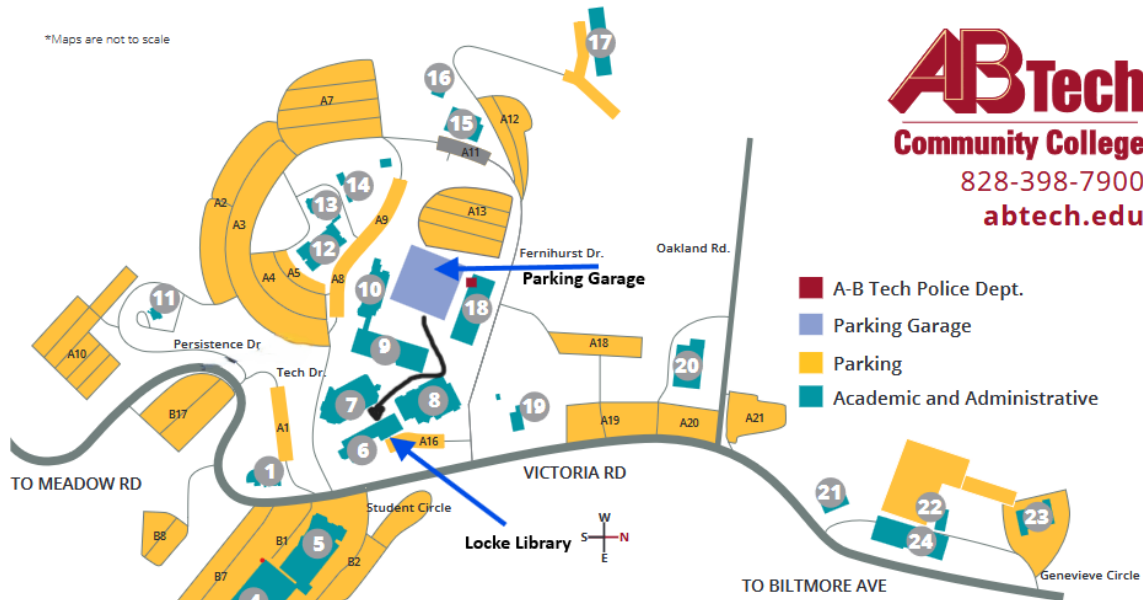 *Maps are not to scale
17
16
15
A7
A12
A11
14
13
A2
A3
A9
A13
12
A4
A5
A8
10
Fernihurst Dr.
Parking Garage
Oakland Rd.
11
18
A10
Persistence Dr
9
A18
20
Tech Dr.
B17
A1
7
8
19
A19
A20
A21
6
A16
1
TO MEADOW RD
VICTORIA RD
Student Circle
B8
B1
5
B2
B7
4
Locke Library
W
S
N
E
21
22
23
24
Genevieve Circle
TO BILTMORE AVE
AB Tech
Community College
828-398-7900
abtech.edu
A-B Tech Police Dept.
Parking Garage
Parking
Academic and Administrative